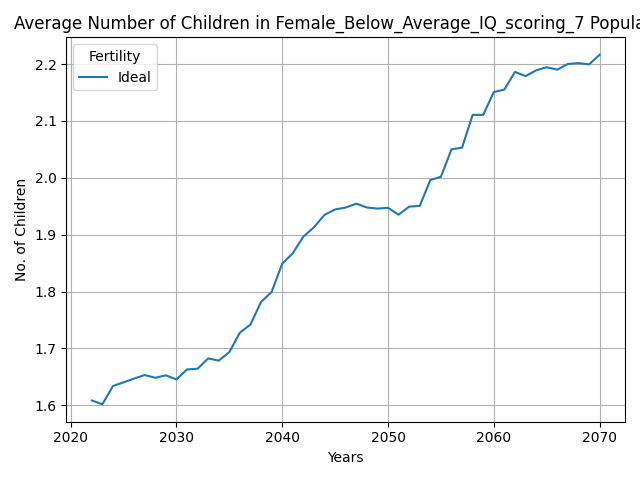 Average Number of Children in Female_Below_Average_IQ_scoring_7 Popula
Fertility
Ideal
2.2
2.1
2.0
1.9
1.8
1.7
1.6
No. of Children
2020 2030 2040 2050 2060 2070
Years